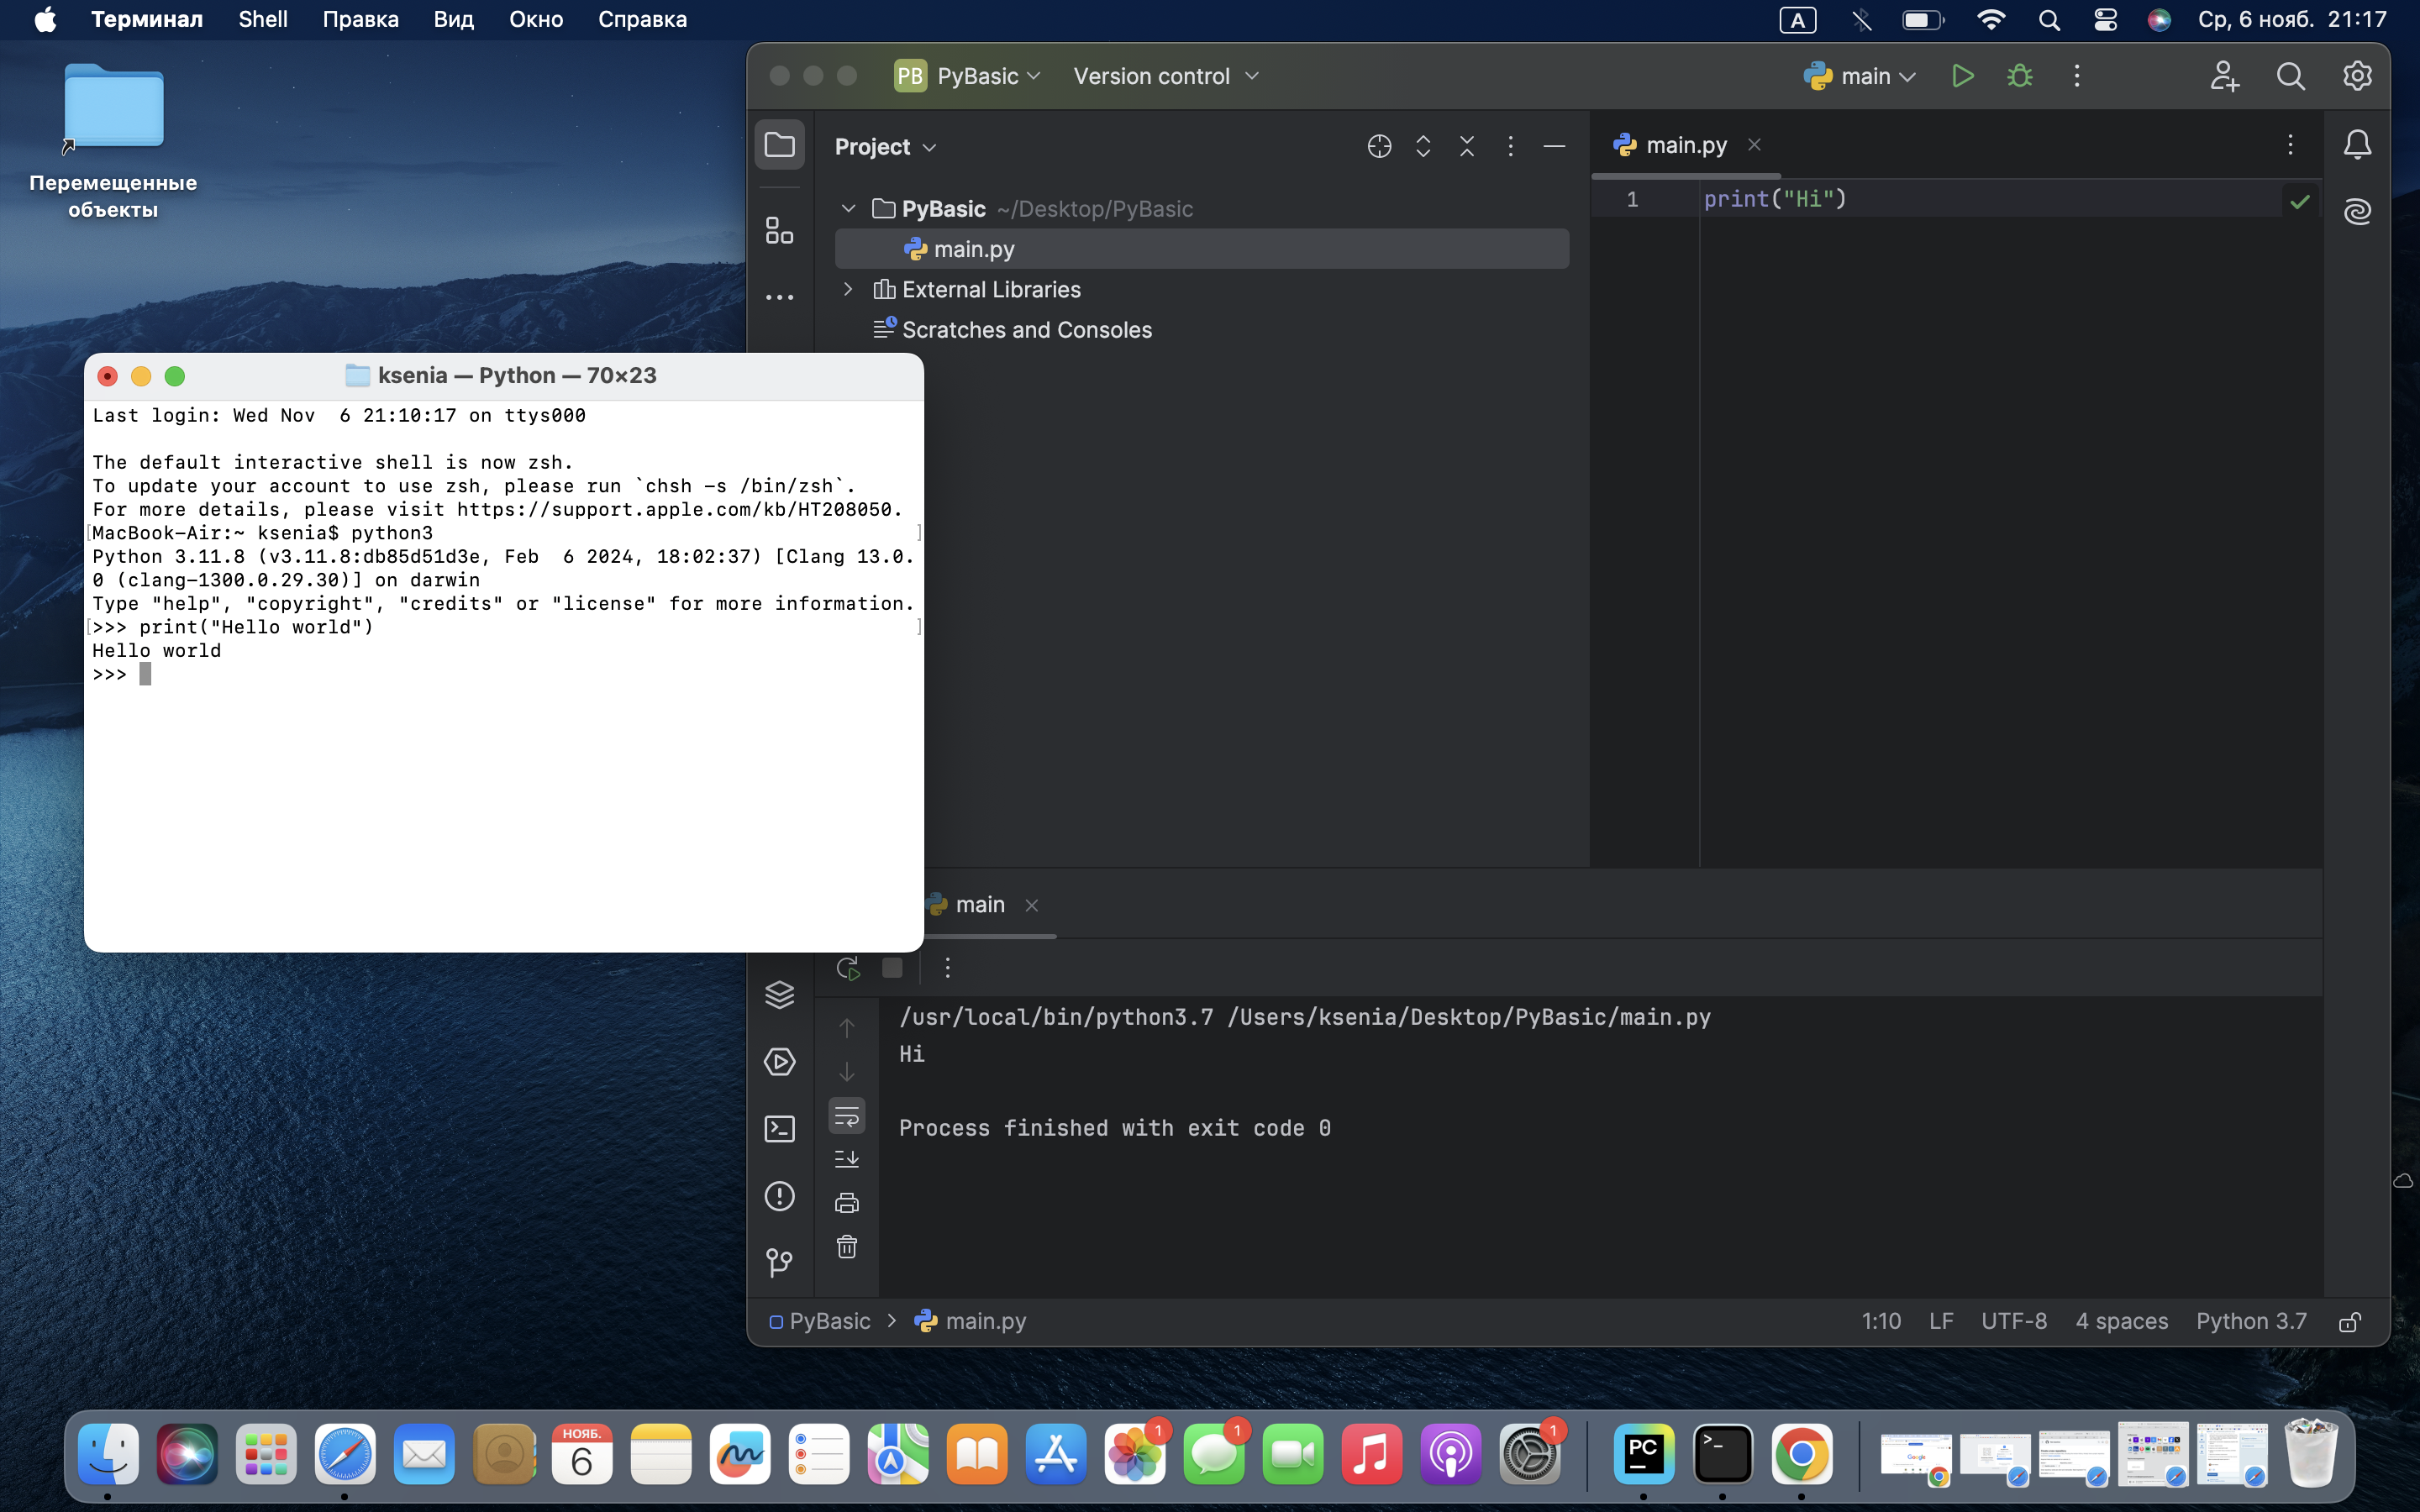 Терминал Shell Правка Вид Окно Справка A Ср, 6 нояб. 21:17
Перемещенные
объекты
PB PyBasic Version control main
Project
main.py
PyBasic ~/Desktop/PyBasic
main.py
External Libraries
Scratches and Consoles
1 print("Hi")
ksenia — Python — 70×23
Last login: Wed Nov  6 21:10:17 on ttys000
The default interactive shell is now zsh.
To update your account to use zsh, please run `chsh -s /bin/zsh`.
For more details, please visit https://support.apple.com/kb/HT208050.
[MacBook-Air:~ ksenia$ python3 ]
Python 3.11.8 (v3.11.8:db85d51d3e, Feb  6 2024, 18:02:37) [Clang 13.0.
0 (clang-1300.0.29.30)] on darwin
Type "help", "copyright", "credits" or "license" for more information.
[>>> print("Hello world") ]
Hello world
>>>
main
/usr/local/bin/python3.7 /Users/ksenia/Desktop/PyBasic/main.py
Hi
Process finished with exit code 0
PyBasic > main.py 1:10 LF UTF-8 4 spaces Python 3.7
НОЯБ.
6
1
1
1
PC
>_